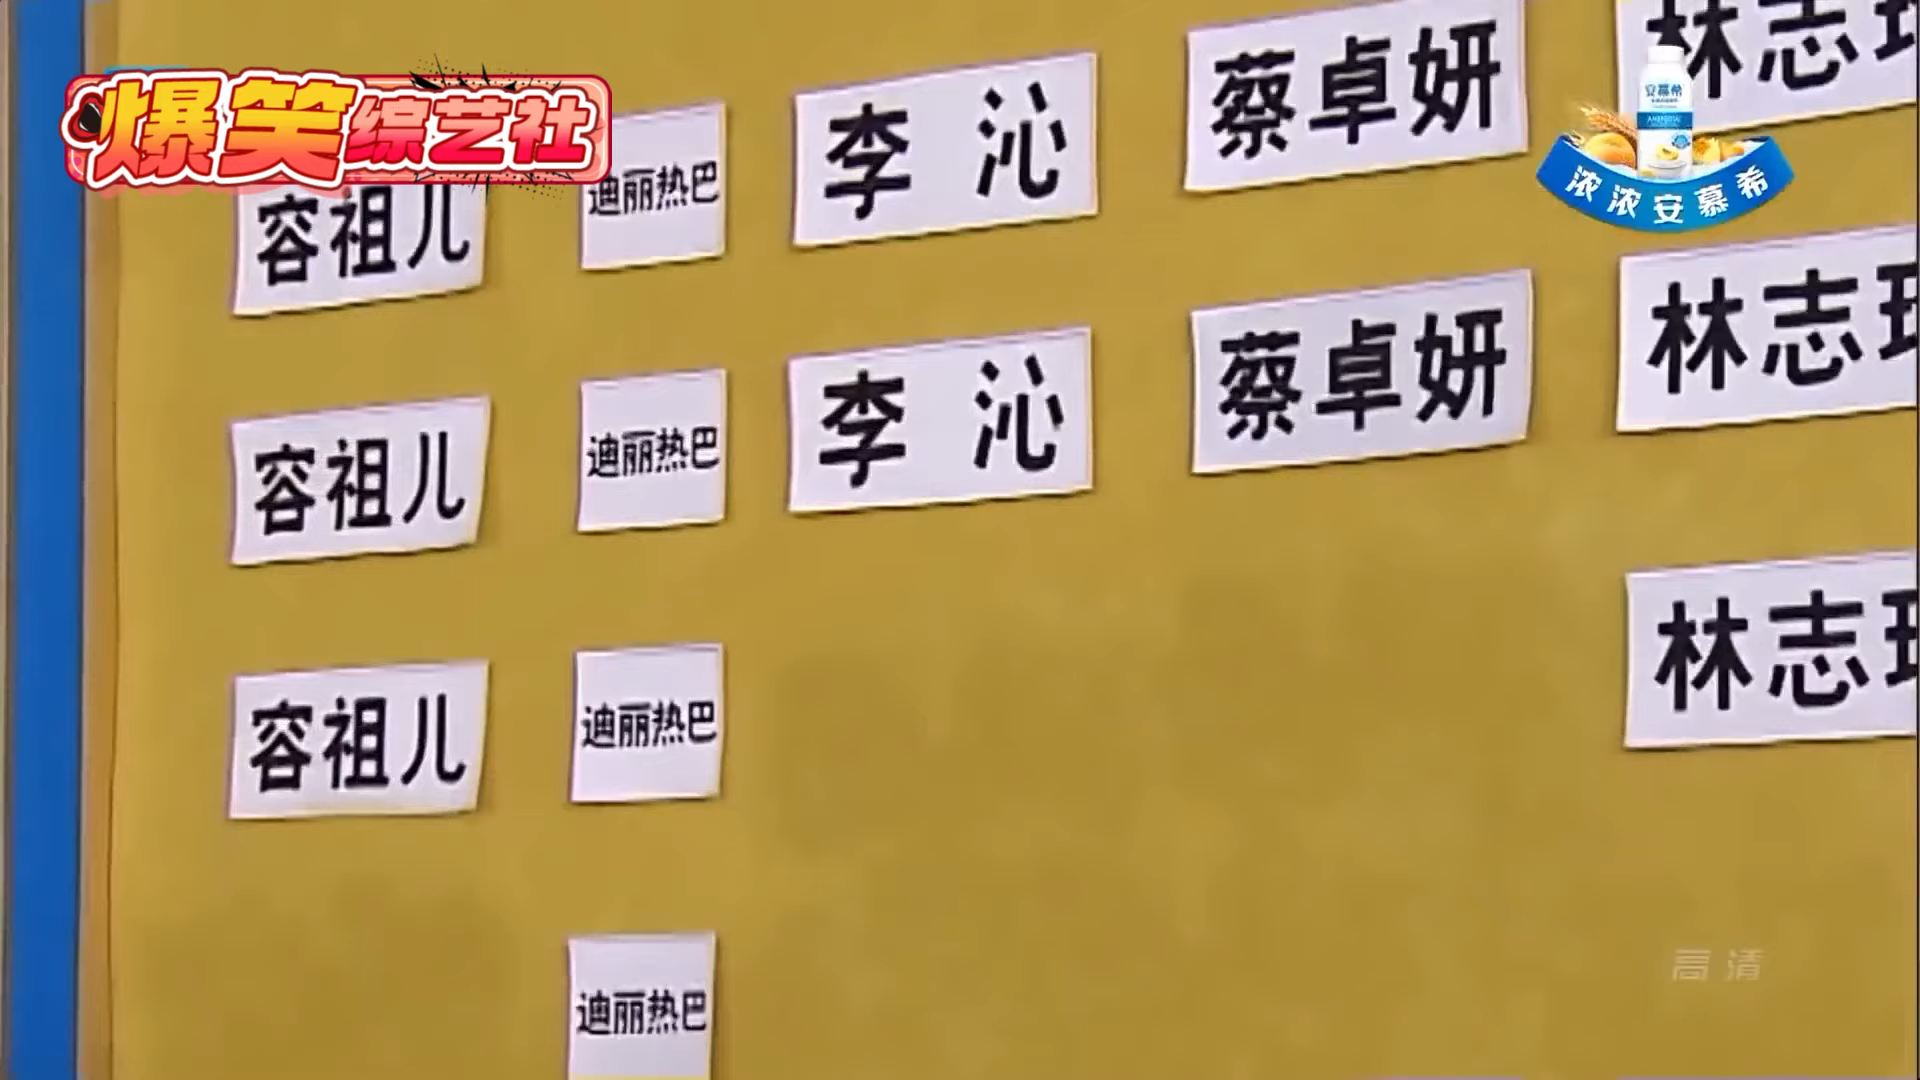 爆笑综艺社
林志
蔡卓妍
李 沁
迪丽热巴
容祖儿
安慕希
浓浓安慕希
容祖儿
迪丽热巴
李 沁
蔡卓妍
林志
容祖儿
迪丽热巴
林志
迪丽热巴
高清